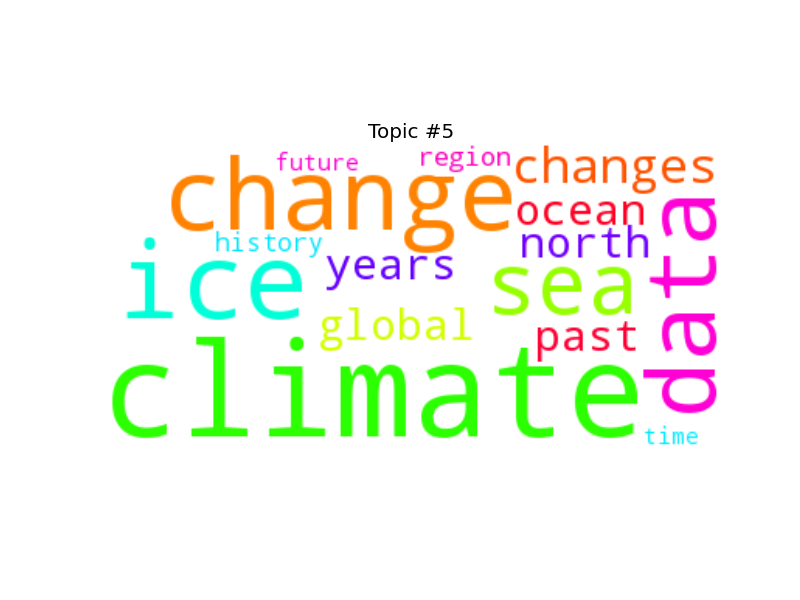 Topic #5
future
region
changes
change
ocean
data
history
north
years
ice
sea
global
past
climate
time